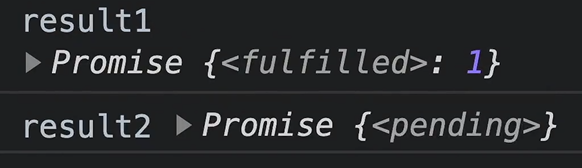 result1
▶ Promise {<fulfilled>: 1}
result2 ▶ Promise {<pending>}